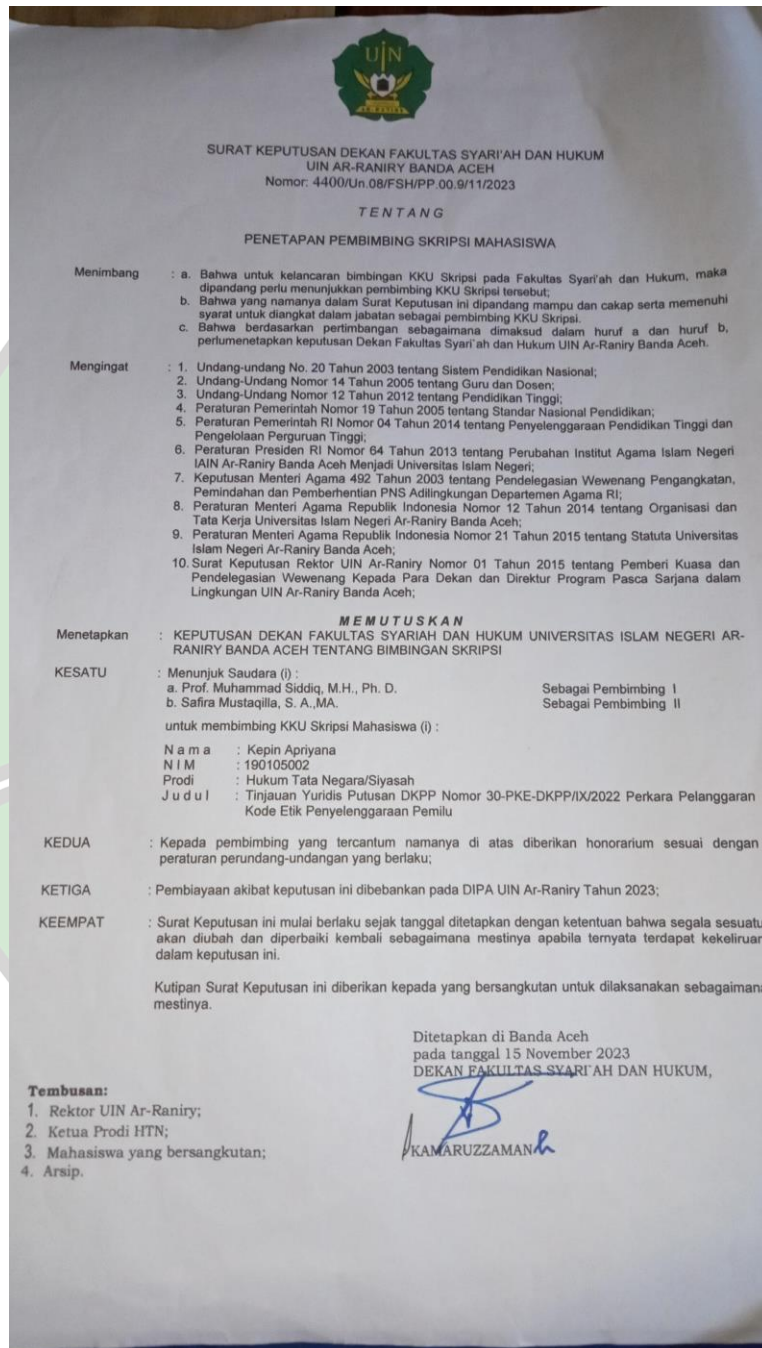 UIN
AR-RANIRY
SURAT KEPUTUSAN DEKAN FAKULTAS SYARI'AH DAN HUKUM
UIN AR-RANIRY BANDA ACEH
Nomor: 4400/Un.08/FSH/PP.00.9/11/2023
TENTANG
PENETAPAN PEMBIMBING SKRIPSI MAHASISWA
Menimbang : a. Bahwa untuk kelancaran bimbingan KKU Skripsi pada Fakultas Syari'ah dan Hukum, maka
dipandang perlu menunjukkan pembimbing KKU Skripsi tersebut;
b. Bahwa yang namanya dalam Surat Keputusan ini dipandang mampu dan cakap serta memenuhi
syarat untuk diangkat dalam jabatan sebagai pembimbing KKU Skripsi.
c. Bahwa berdasarkan pertimbangan sebagaimana dimaksud dalam huruf a dan huruf b,
perlumenetapkan keputusan Dekan Fakultas Syari'ah dan Hukum UIN Ar-Raniry Banda Aceh.
Mengingat : 1. Undang-undang No. 20 Tahun 2003 tentang Sistem Pendidikan Nasional;
2. Undang-Undang Nomor 14 Tahun 2005 tentang Guru dan Dosen;
3. Undang-Undang Nomor 12 Tahun 2012 tentang Pendidikan Tinggi;
4. Peraturan Pemerintah Nomor 19 Tahun 2005 tentang Standar Nasional Pendidikan;
5. Peraturan Pemerintah RI Nomor 04 Tahun 2014 tentang Penyelenggaraan Pendidikan Tinggi dan
Pengelolaan Perguruan Tinggi;
6. Peraturan Presiden RI Nomor 64 Tahun 2013 tentang Perubahan Institut Agama Islam Negeri
IAIN Ar-Raniry Banda Aceh Menjadi Universitas Islam Negeri;
7. Keputusan Menteri Agama 492 Tahun 2003 tentang Pendelegasian Wewenang Pengangkatan,
Pemindahan dan Pemberhentian PNS Adilingkungan Departemen Agama RI;
8. Peraturan Menteri Agama Republik Indonesia Nomor 12 Tahun 2014 tentang Organisasi dan
Tata Kerja Universitas Islam Negeri Ar-Raniry Banda Aceh;
9. Peraturan Menteri Agama Republik Indonesia Nomor 21 Tahun 2015 tentang Statuta Universitas
Islam Negeri Ar-Raniry Banda Aceh;
10. Surat Keputusan Rektor UIN Ar-Raniry Nomor 01 Tahun 2015 tentang Pemberi Kuasa dan
Pendelegasian Wewenang Kepada Para Dekan dan Direktur Program Pasca Sarjana dalam
Lingkungan UIN Ar-Raniry Banda Aceh;
MEMUTUSKAN
Menetapkan : KEPUTUSAN DEKAN FAKULTAS SYARIAH DAN HUKUM UNIVERSITAS ISLAM NEGERI AR-
RANIRY BANDA ACEH TENTANG BIMBINGAN SKRIPSI
KESATU : Menunjuk Saudara (i) :
a. Prof. Muhammad Siddiq, M.H., Ph. D. Sebagai Pembimbing I
b. Safira Mustaqilla, S. A.,MA. Sebagai Pembimbing II
untuk membimbing KKU Skripsi Mahasiswa (i) :
N a m a : Kepin Apriyana
N I M : 190105002
Prodi : Hukum Tata Negara/Siyasah
J u d u l : Tinjauan Yuridis Putusan DKPP Nomor 30-PKE-DKPP/IX/2022 Perkara Pelanggaran
Kode Etik Penyelenggaraan Pemilu
KEDUA : Kepada pembimbing yang tercantum namanya di atas diberikan honorarium sesuai dengan
peraturan perundang-undangan yang berlaku;
KETIGA : Pembiayaan akibat keputusan ini dibebankan pada DIPA UIN Ar-Raniry Tahun 2023;
KEEMPAT : Surat Keputusan ini mulai berlaku sejak tanggal ditetapkan dengan ketentuan bahwa segala sesuatu
akan diubah dan diperbaiki kembali sebagaimana mestinya apabila ternyata terdapat kekeliruan
dalam keputusan ini.
Kutipan Surat Keputusan ini diberikan kepada yang bersangkutan untuk dilaksanakan sebagaimana
mestinya.
Ditetapkan di Banda Aceh
pada tanggal 15 November 2023
DEKAN FAKULTAS SYARI'AH DAN HUKUM,
KAMARUZZAMAN
Tembusan:
1. Rektor UIN Ar-Raniry;
2. Ketua Prodi HTN;
3. Mahasiswa yang bersangkutan;
4. Arsip.